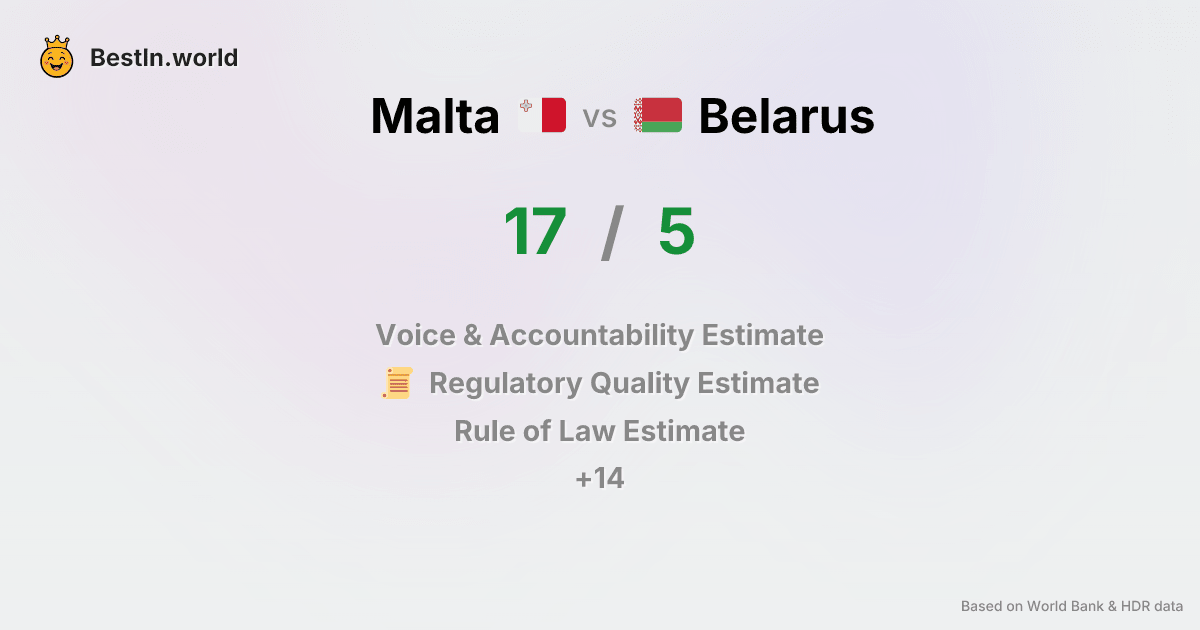 BestIn.world
Malta vs Belarus
17 / 5
Voice & Accountability Estimate
Regulatory Quality Estimate
Rule of Law Estimate
+14
Based on World Bank & HDR data